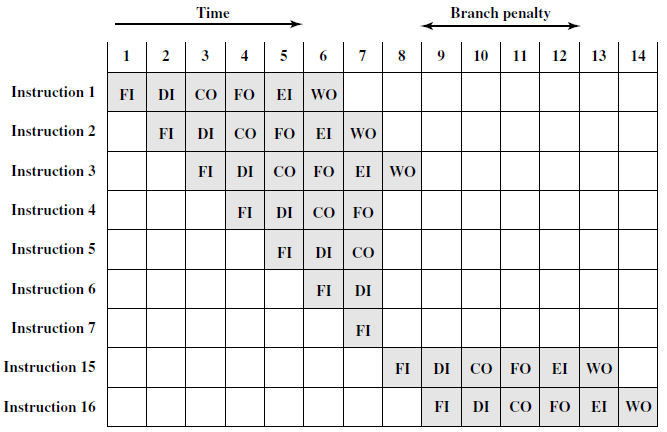 Time Branch penalty
1 2 3 4 5 6 7 8 9 10 11 12 13 14
Instruction 1 FI DI CO FO EI WO
Instruction 2 FI DI CO FO EI WO
Instruction 3 FI DI CO FO EI WO
Instruction 4 FI DI CO FO
Instruction 5 FI DI CO
Instruction 6 FI DI
Instruction 7 FI
Instruction 15 FI DI CO FO EI WO
Instruction 16 FI DI CO FO EI WO